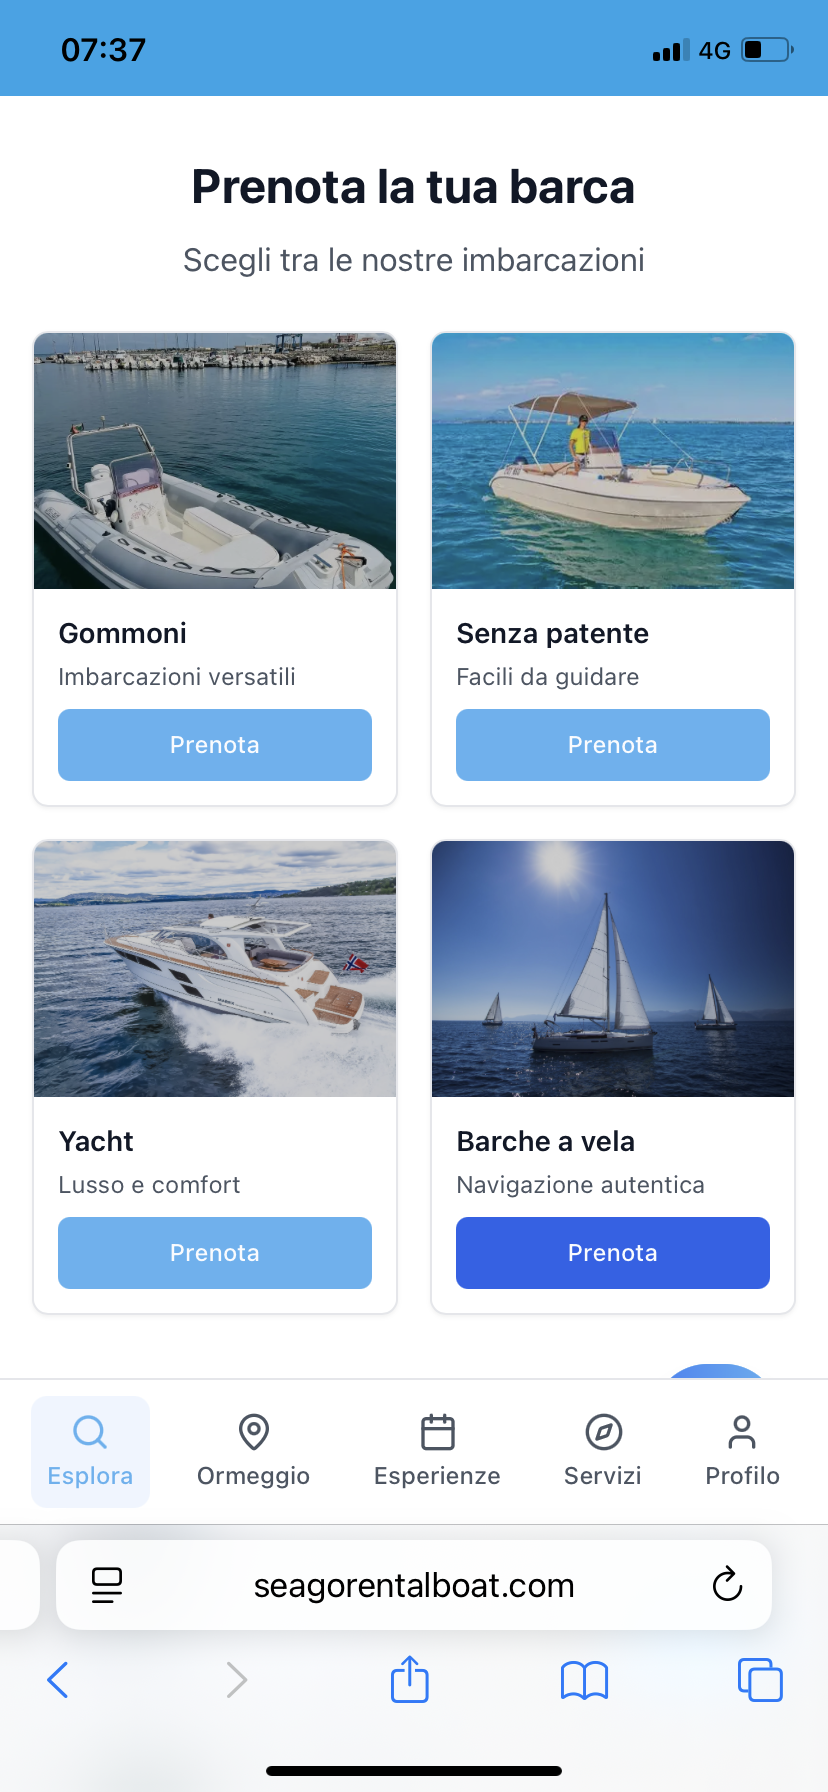 07:37
4G
Prenota la tua barca
Scegli tra le nostre imbarcazioni
Gommoni
Imbarcazioni versatili
Prenota
Senza patente
Facili da guidare
Prenota
Yacht
Lusso e comfort
Prenota
Barche a vela
Navigazione autentica
Prenota
Esplora
Ormeggio
Esperienze
Servizi
Profilo
seagorentalboat.com